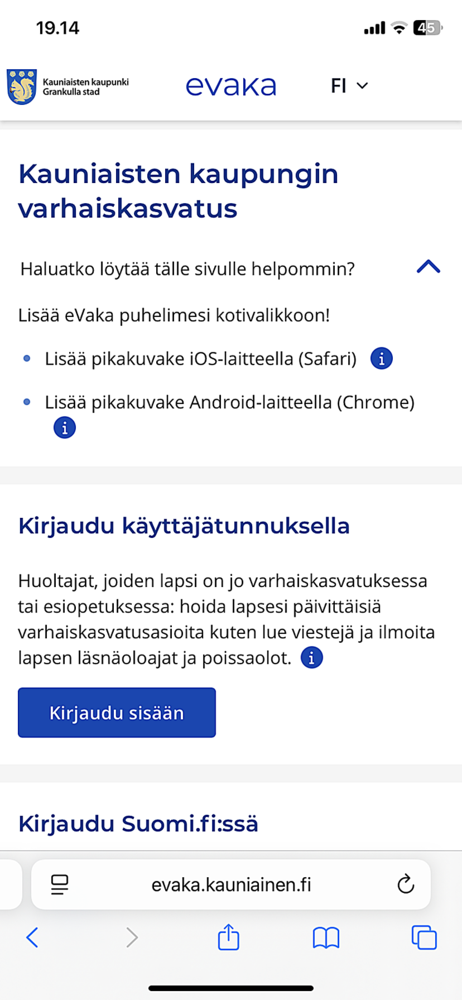 19.14
45
Kauniaisten kaupunki
Grankulla stad
evaka
FI
Kauniaisten kaupungin
varhaiskasvatus
Haluatko löytää tälle sivulle helpommin?
Lisää eVaka puhelimesi kotivalikkoon!
Lisää pikakuvake iOS-laitteella (Safari) i
Lisää pikakuvake Android-laitteella (Chrome)
i
Kirjaudu käyttäjätunnuksella
Huoltajat, joiden lapsi on jo varhaiskasvatuksessa
tai esiopetuksessa: hoida lapsesi päivittäisiä
varhaiskasvatusasioita kuten lue viestejä ja ilmoita
lapsen läsnäoloajat ja poissaolot. i
Kirjaudu sisään
Kirjaudu Suomi.fi:ssä
evaka.kauniainen.fi